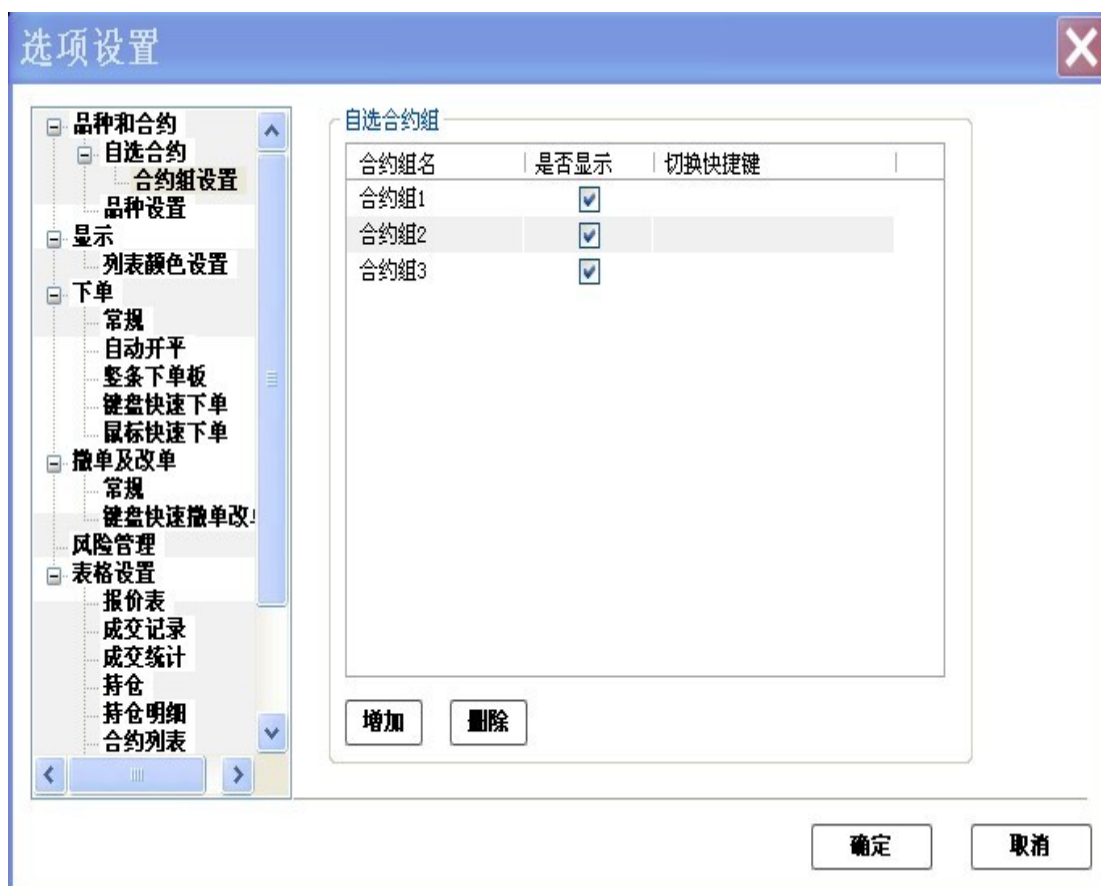 选项设置
品种和合约
自选合约
合约组设置
品种设置
显示
列表颜色设置
下单
常规
自动开平
竖条下单板
键盘快速下单
鼠标快速下单
撤单及改单
常规
键盘快速撤单改
风险管理
表格设置
报价表
成交记录
成交统计
持仓
持仓明细
合约列表
自选合约组
合约组名 是否显示 切换快捷键
合约组1
合约组2
合约组3
增加 删除
确定 取消